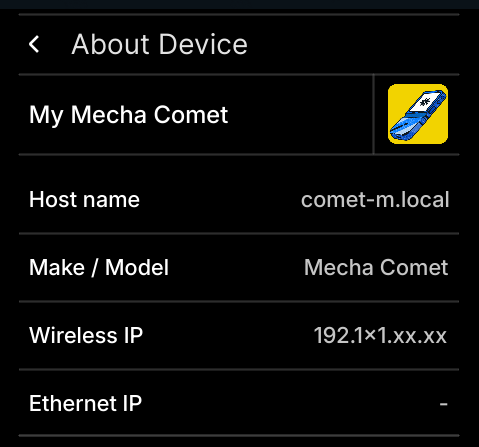 About Device
My Mecha Comet
Host name comet-m.local
Make / Model Mecha Comet
Wireless IP 192.1×1.xx.xx
Ethernet IP -